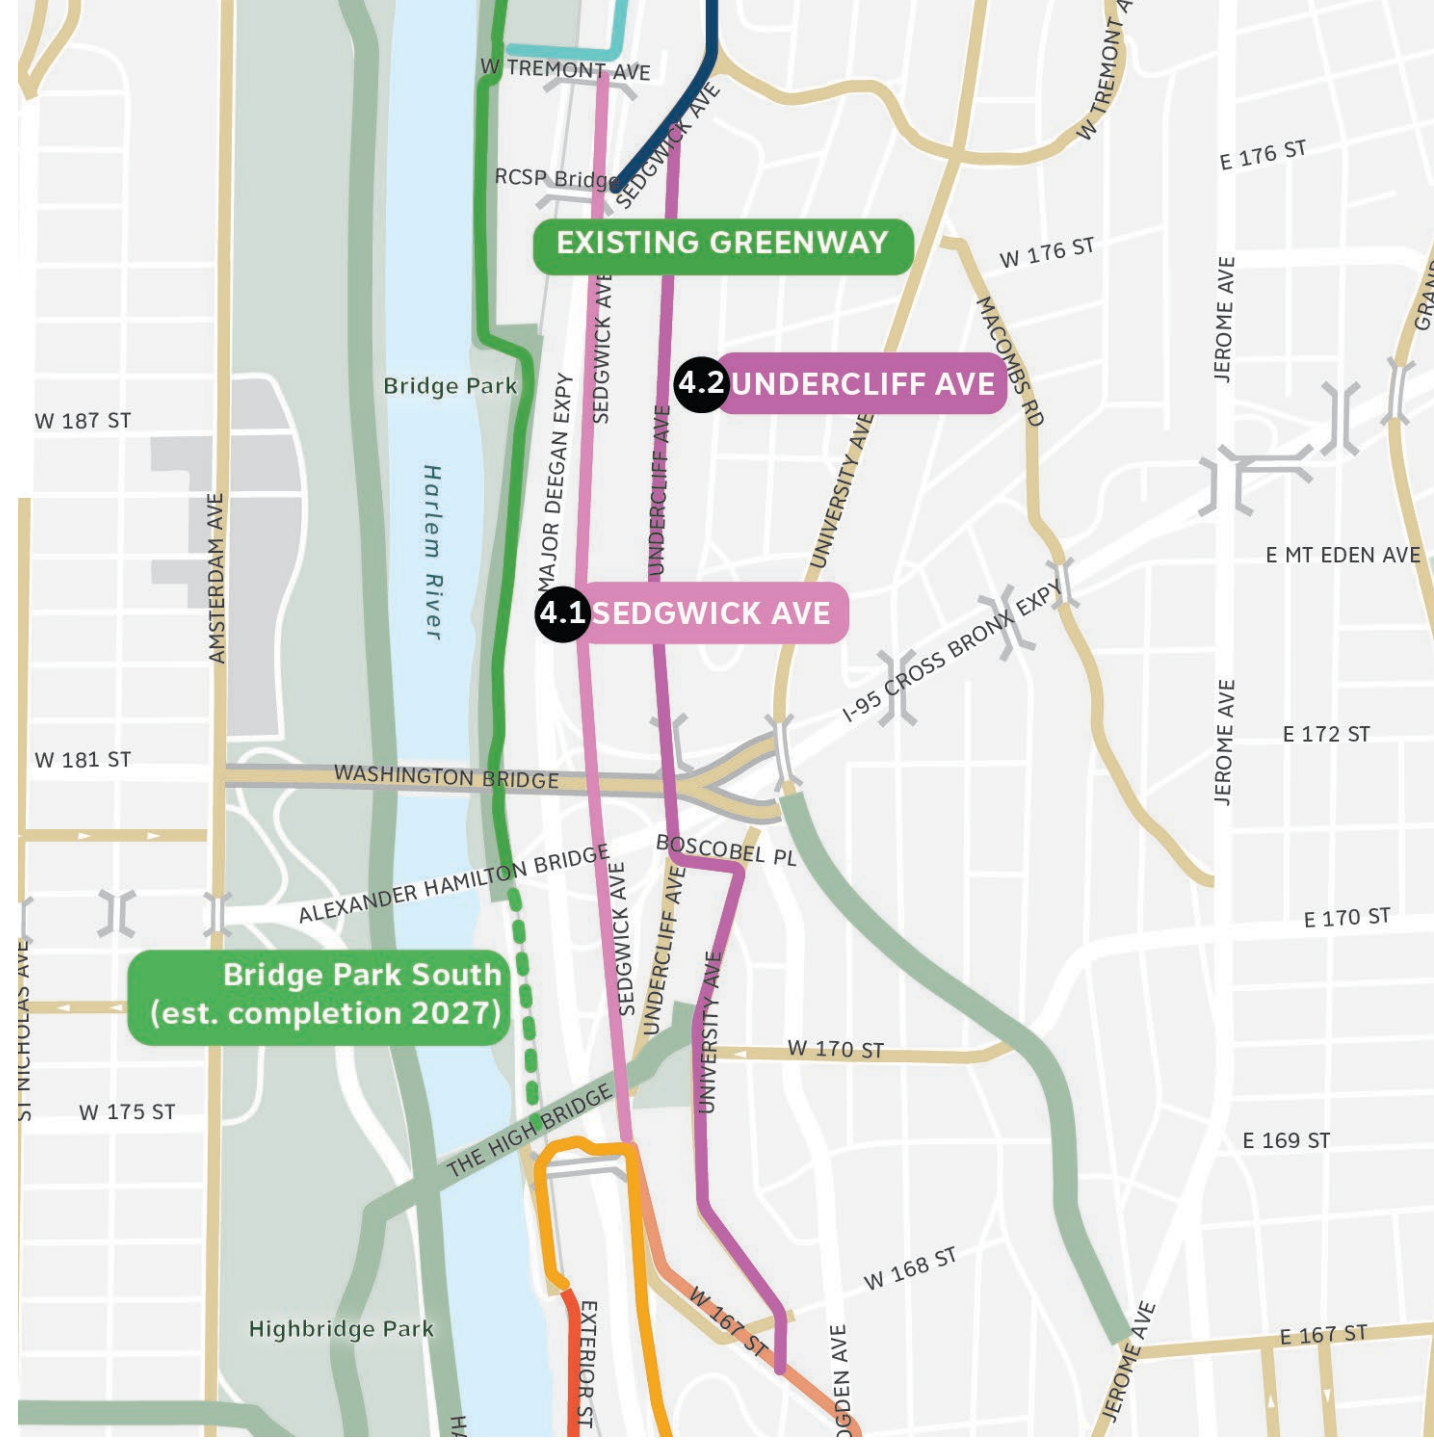 W TREMONT AVE
W TREMONT A
SEDGWICK AVE
E 176 ST
RCSP Bridge
EXISTING GREENWAY
W 176 ST
JEROME AVE
GRAND
SEDGWICK AVE
MACOMBS RD
Bridge Park
4.2 UNDERCLIFF AVE
MAJOR DEEGAN EXPY
W 187 ST
UNDERCLIFF AVE
UNIVERSITY AVE
Harlem River
AMSTERDAM AVE
E MT EDEN AVE
4.1 SEDGWICK AVE
I-95 CROSS BRONX EXPY
JEROME AVE
E 172 ST
W 181 ST
WASHINGTON BRIDGE
BOSCOBEL PL
ALEXANDER HAMILTON BRIDGE
SEDGWICK AVE
UNDERCLIFF AVE
E 170 ST
Bridge Park South
(est. completion 2027)
ST NICHOLAS AVE
UNIVERSITY AVE
W 170 ST
W 175 ST
THE HIGH BRIDGE
E 169 ST
W 168 ST
Highbridge Park
W 167 ST
EXTERIOR ST
OGDEN AVE
JEROME AVE
E 167 ST
HA